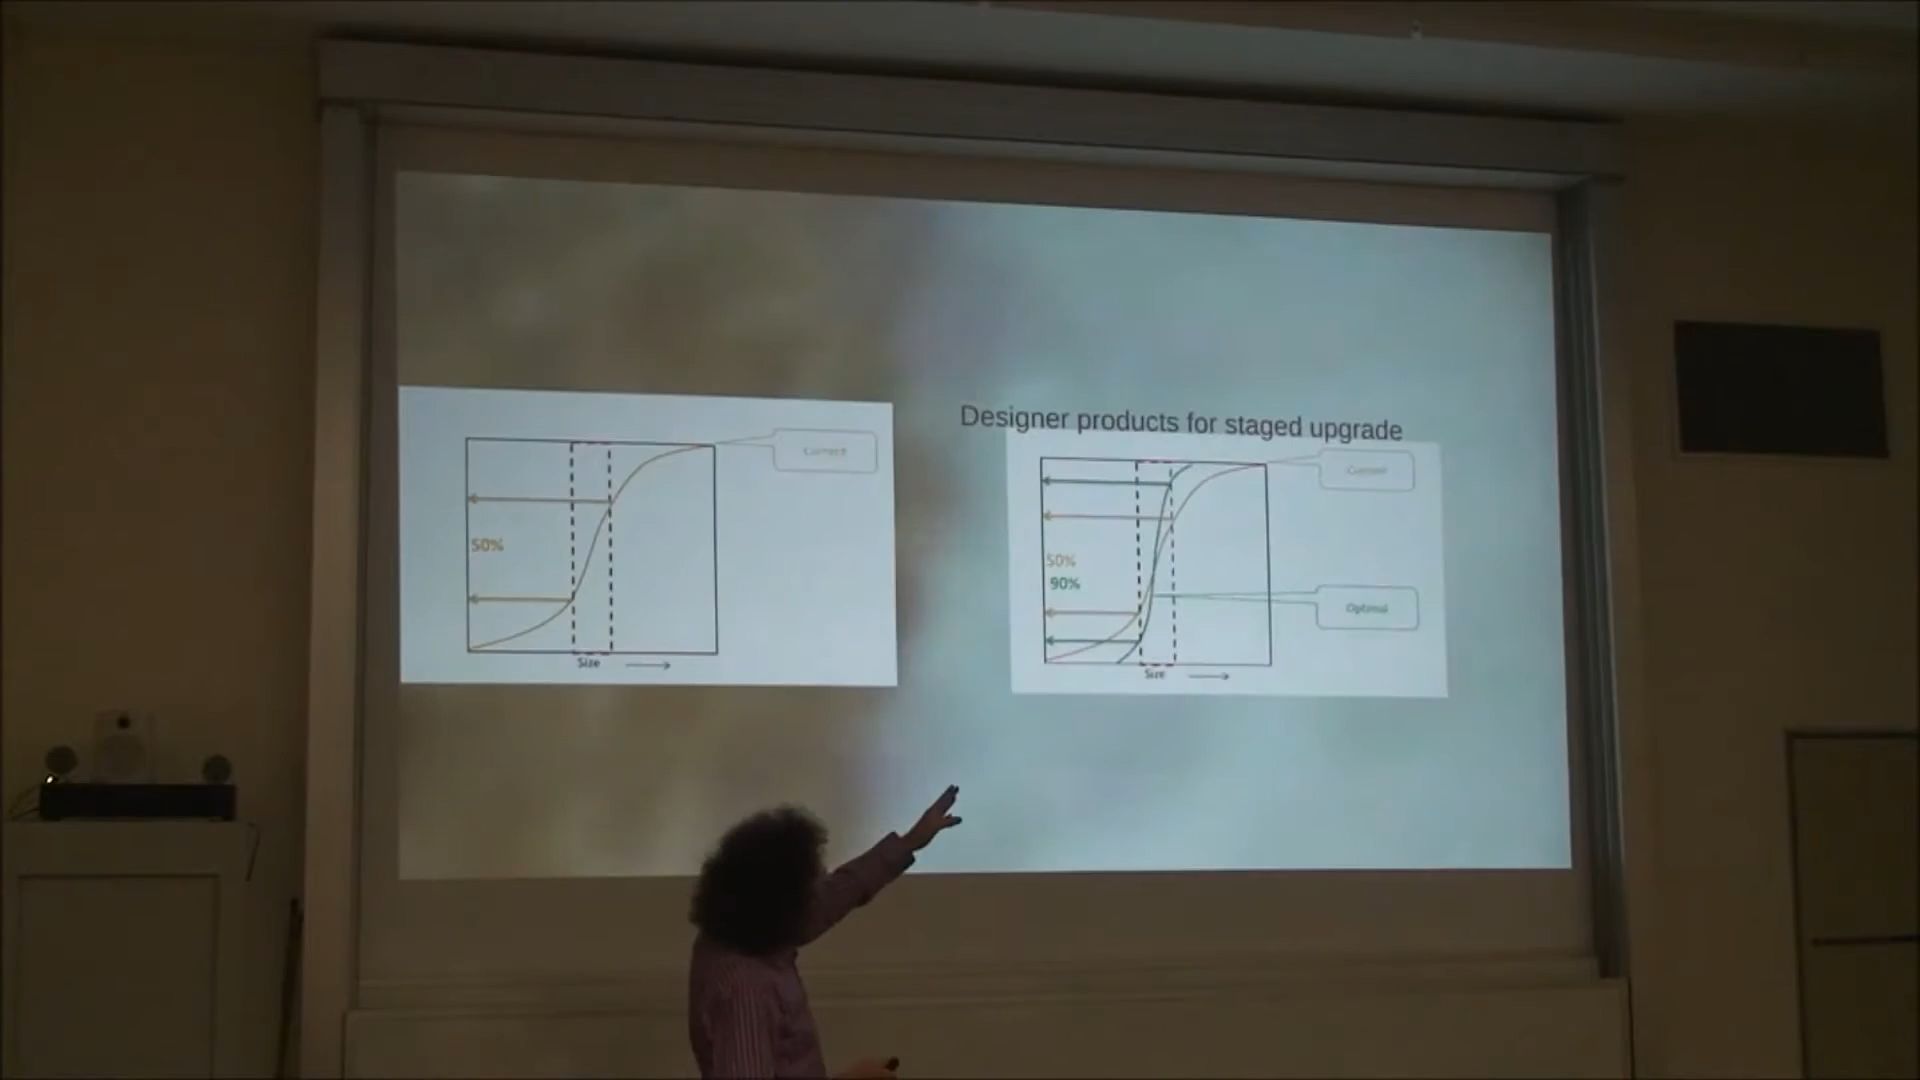 Current
50%
Size
Designer products for staged upgrade
Current
50%
90%
Optimal
Size